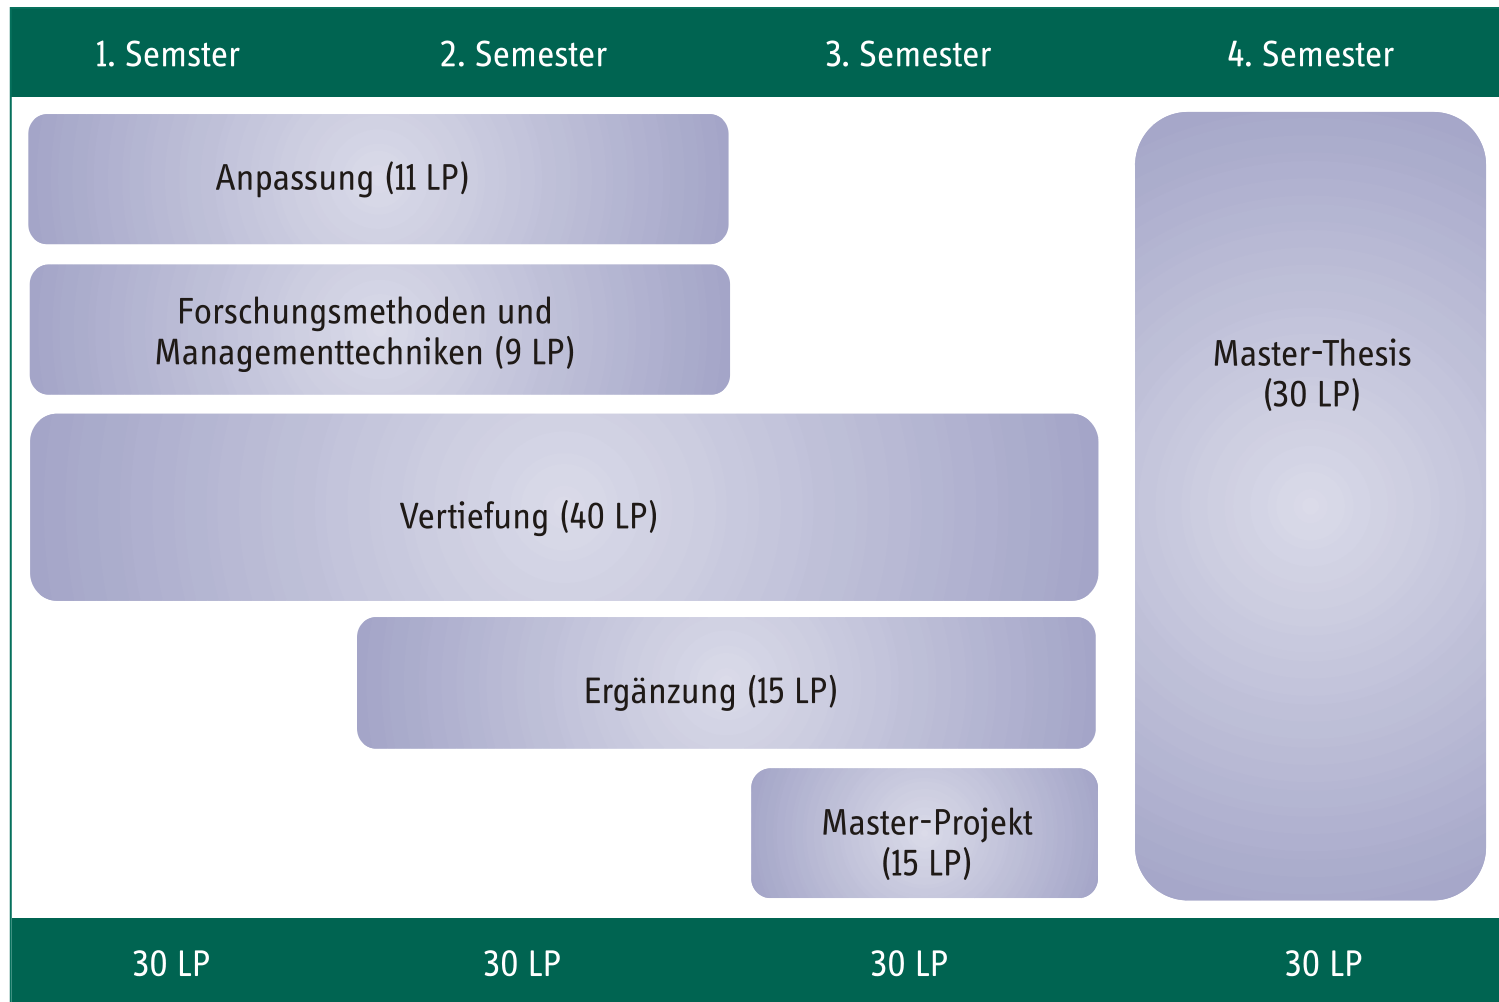 1. Semster
2. Semester
3. Semester
4. Semester
Anpassung (11 LP)
Forschungsmethoden und
Managementtechniken (9 LP)
Vertiefung (40 LP)
Ergänzung (15 LP)
Master-Projekt
(15 LP)
Master-Thesis
(30 LP)
30 LP
30 LP
30 LP
30 LP